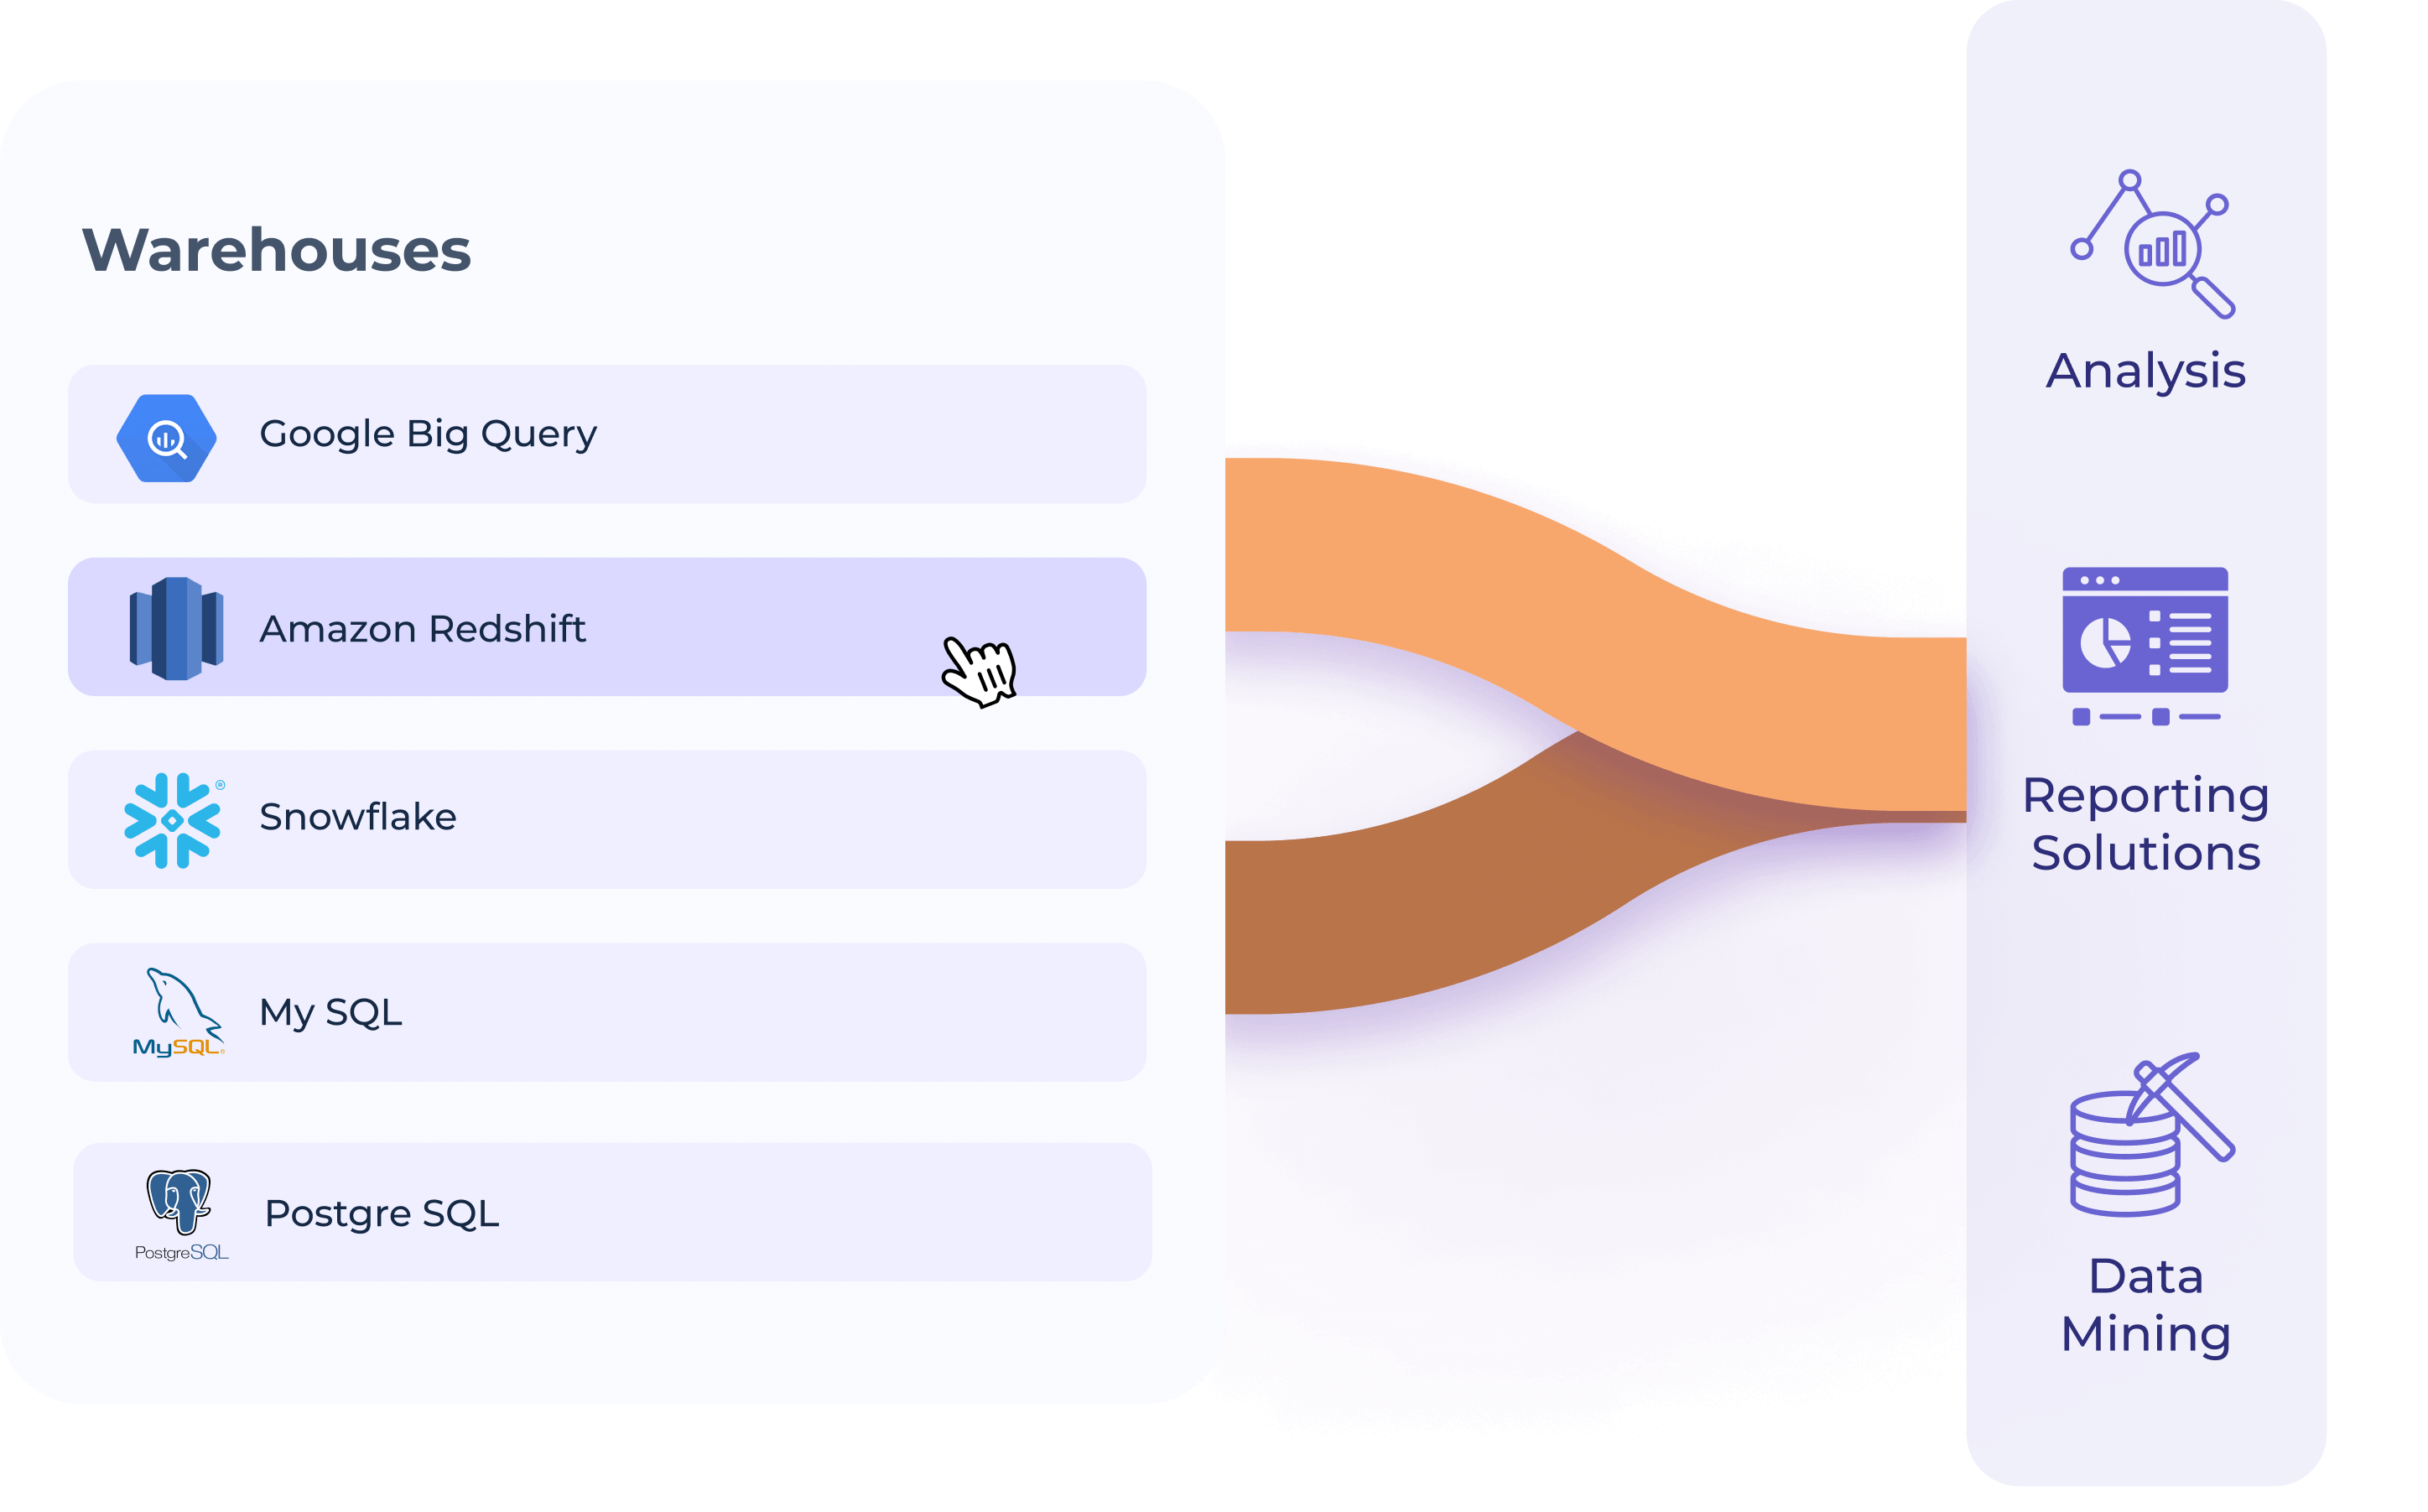 Warehouses
Google Big Query
Amazon Redshift
Snowflake
®
My SQL
MySQL®
Postgre SQL
PostgreSQL
Analysis
Reporting
Solutions
Data
Mining